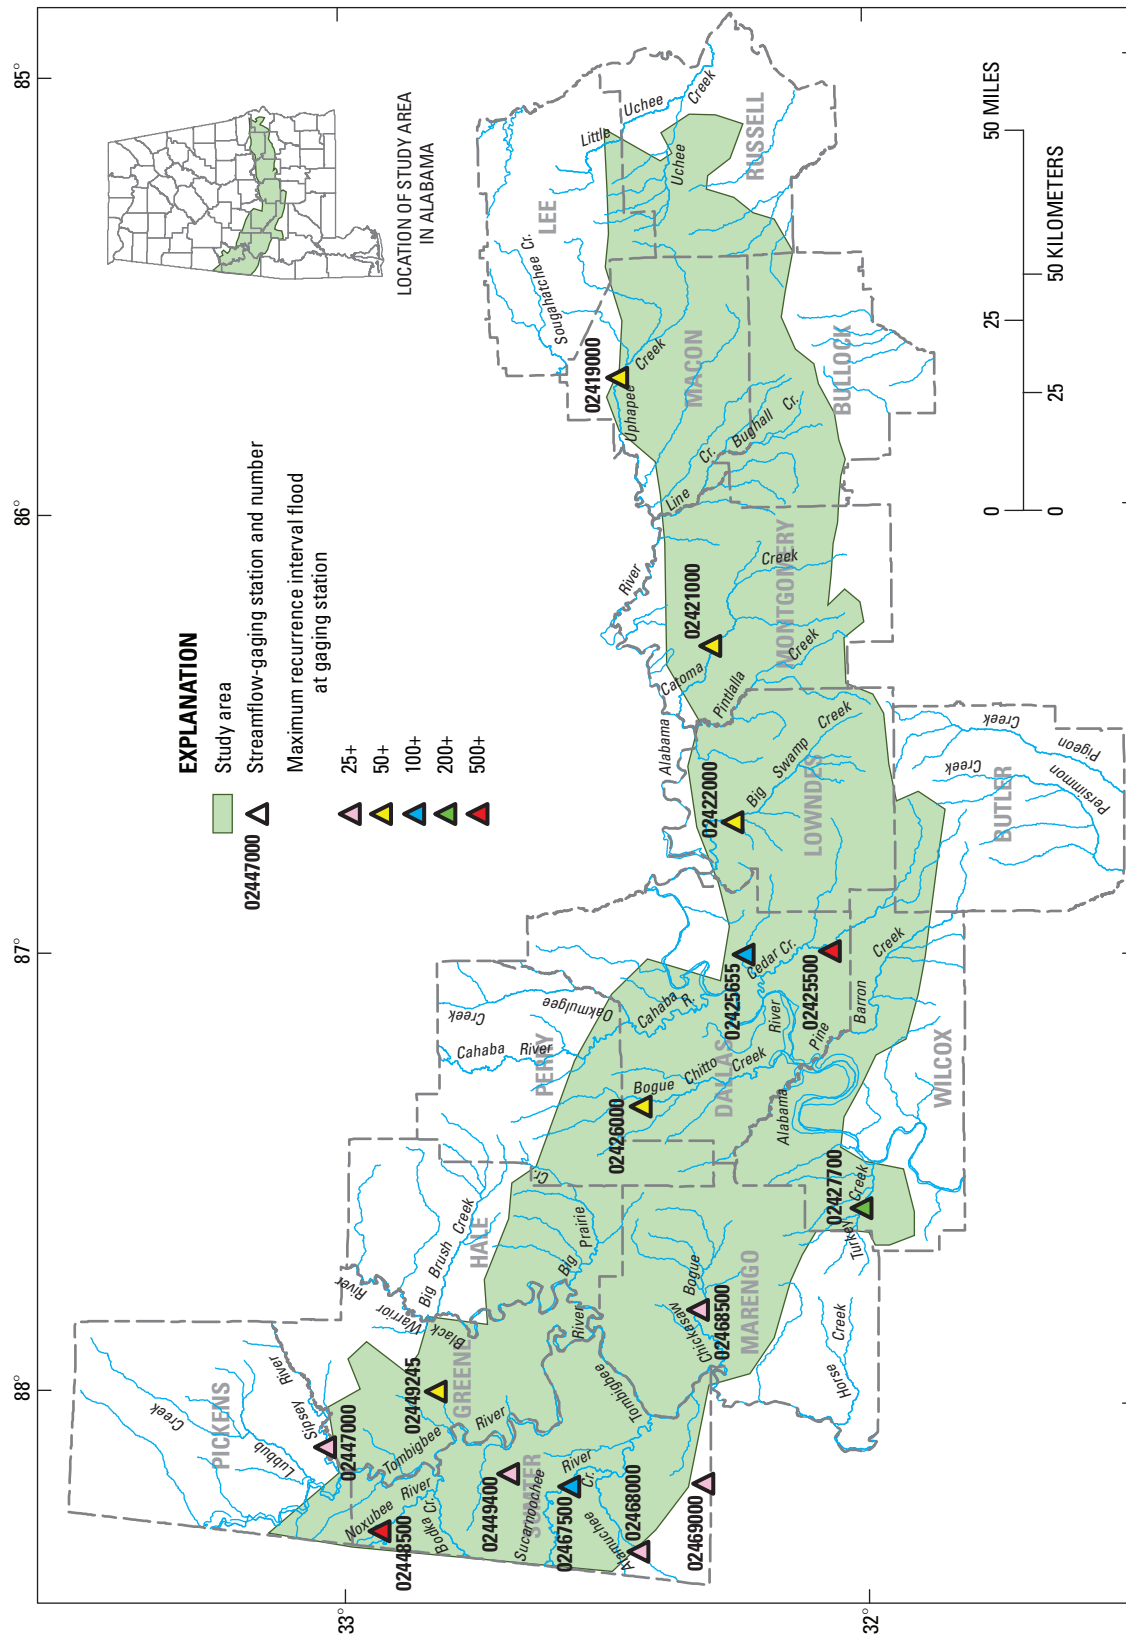 85°
86°
87°
88°
33°
32°
LOCATION OF STUDY AREA
IN ALABAMA
EXPLANATION
Study area
02447000
Streamflow-gaging station and number
Maximum recurrence interval flood
at gaging station
25+
50+
100+
200+
500+
0
25
50 MILES
0
25
50 KILOMETERS
PICKENS
Lubbub
Creek
Sipsey
River
02447000
Noxubee
River
02448500
Tombigbee
River
GREENE
02449245
Bodka Cr.
02449400
SUMTER
Sucarnoochee
River
02467500
Alamuchee
Cr.
02468000
02469000
Black
Warrior
River
Big Brush Creek
HALE
Big
Prairie
Cr.
Tombigbee
River
Chickasaw
Bogue
02468500
MARENGO
Horse
Creek
Turkey
Creek
02427700
WILCOX
PERRY
Cahaba River
Oakmulgee
Creek
Cahaba
R.
02426000
Bogue
Chitto
Creek
DALLAS
Alabama
River
02425655
Cedar Cr.
02425500
Pine
Barron
Creek
BUTLER
Persimmon
Creek
Pigeon
Creek
LOWNDES
02422000
Big
Swamp
Creek
Alabama
River
Catoma
Creek
02421000
Pintlalla
Creek
MONTGOMERY
Line
Cr.
Bughall
Cr.
BULLOCK
MACON
Uphapee
Creek
02419000
Sougahatchee Cr.
LEE
Little
Uchee
Creek
Uchee
RUSSELL